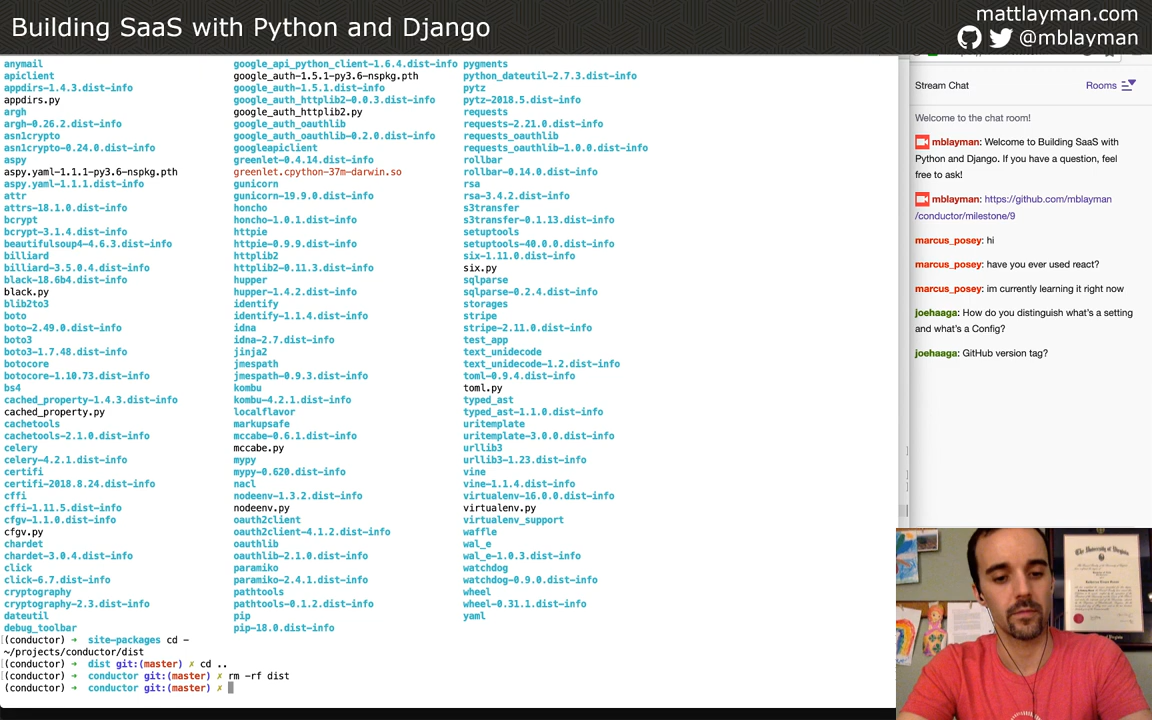 Building SaaS with Python and Django
mattlayman.com
@mblayman
anymail
apiclient
appdirs-1.4.3.dist-info
appdirs.py
argh
argh-0.26.2.dist-info
asn1crypto
asn1crypto-0.24.0.dist-info
aspy
aspy.yaml-1.1.1-py3.6-nspkg.pth
aspy.yaml-1.1.1.dist-info
attr
attrs-18.1.0.dist-info
bcrypt
bcrypt-3.1.4.dist-info
beautifulsoup4-4.6.3.dist-info
billiard
billiard-3.5.0.4.dist-info
black-18.6b4.dist-info
black.py
blib2to3
boto
boto-2.49.0.dist-info
boto3
boto3-1.7.48.dist-info
botocore
botocore-1.10.73.dist-info
bs4
cached_property-1.4.3.dist-info
cached_property.py
cachetools
cachetools-2.1.0.dist-info
celery
celery-4.2.1.dist-info
certifi
certifi-2018.8.24.dist-info
cffi
cffi-1.11.5.dist-info
cfgv-1.1.0.dist-info
cfgv.py
chardet
chardet-3.0.4.dist-info
click
click-6.7.dist-info
cryptography
cryptography-2.3.dist-info
dateutil
debug_toolbar
google_api_python_client-1.6.4.dist-info
google_auth-1.5.1-py3.6-nspkg.pth
google_auth-1.5.1.dist-info
google_auth_httplib2-0.0.3.dist-info
google_auth_httplib2.py
google_auth_oauthlib
google_auth_oauthlib-0.2.0.dist-info
googleapiclient
greenlet-0.4.14.dist-info
greenlet.cpython-37m-darwin.so
gunicorn
gunicorn-19.9.0.dist-info
honcho
honcho-1.0.1.dist-info
httpie
httpie-0.9.9.dist-info
httplib2
httplib2-0.11.3.dist-info
hupper
hupper-1.4.2.dist-info
identify
identify-1.1.4.dist-info
idna
idna-2.7.dist-info
jinja2
jmespath
jmespath-0.9.3.dist-info
kombu
kombu-4.2.1.dist-info
localflavor
markupsafe
mccabe-0.6.1.dist-info
mccabe.py
mypy
mypy-0.620.dist-info
nacl
nodeenv-1.3.2.dist-info
nodeenv.py
oauth2client
oauth2client-4.1.2.dist-info
oauthlib
oauthlib-2.1.0.dist-info
paramiko
paramiko-2.4.1.dist-info
pathtools
pathtools-0.1.2.dist-info
pip
pip-18.0.dist-info
pygments
python_dateutil-2.7.3.dist-info
pytz
pytz-2018.5.dist-info
requests
requests-2.21.0.dist-info
requests_oauthlib
requests_oauthlib-1.0.0.dist-info
rollbar
rollbar-0.14.0.dist-info
rsa
rsa-3.4.2.dist-info
s3transfer
s3transfer-0.1.13.dist-info
setuptools
setuptools-40.0.0.dist-info
six-1.11.0.dist-info
six.py
sqlparse
sqlparse-0.2.4.dist-info
storages
stripe
stripe-2.11.0.dist-info
test_app
text_unidecode
text_unidecode-1.2.dist-info
toml-0.9.4.dist-info
toml.py
typed_ast
typed_ast-1.1.0.dist-info
uritemplate
uritemplate-3.0.0.dist-info
urllib3
urllib3-1.23.dist-info
vine
vine-1.1.4.dist-info
virtualenv-16.0.0.dist-info
virtualenv.py
virtualenv_support
waffle
wal_e
wal_e-1.0.3.dist-info
watchdog
watchdog-0.9.0.dist-info
wheel
wheel-0.31.1.dist-info
yaml
[(conductor) ➜ site-packages cd -
~/projects/conductor/dist
[(conductor) ➜ dist git:(master) ✗ cd ..
[(conductor) ➜ conductor git:(master) ✗ rm -rf dist
(conductor) ➜ conductor git:(master) ✗
Stream Chat
Rooms
Welcome to the chat room!
mblayman: Welcome to Building SaaS with
Python and Django. If you have a question, feel
free to ask!
mblayman: https://github.com/mblayman
/conductor/milestone/9
marcus_posey: hi
marcus_posey: have you ever used react?
marcus_posey: im currently learning it right now
joehaaga: How do you distinguish what's a setting
and what's a Config?
joehaaga: GitHub version tag?
The University of Virginia